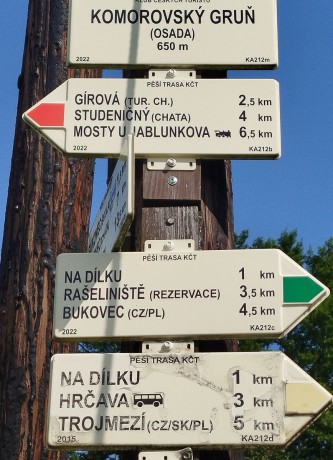 KLUB ČESKÝCH TURISTŮ
KOMOROVSKÝ GRUŇ
(OSADA)
650 m
2022 KA212m
PĚŠÍ TRASA KČT
GÍROVÁ (TUR. CH.) 2,5 km
STUDENIČNÝ (CHATA) 4 km
MOSTY U JABLUNKOVA 6,5 km
2022 KA212b
PĚŠÍ TRASA KČT
NA DÍLKU 1 km
RAŠELINIŠTĚ (REZERVACE) 3,5 km
BUKOVEC (CZ/PL) 4,5 km
2022 KA212c
PĚŠÍ TRASA KČT
NA DÍLKU 1 km
HRČAVA 3 km
TROJMEZÍ (CZ/SK/PL) 5 km
2015 KA212d